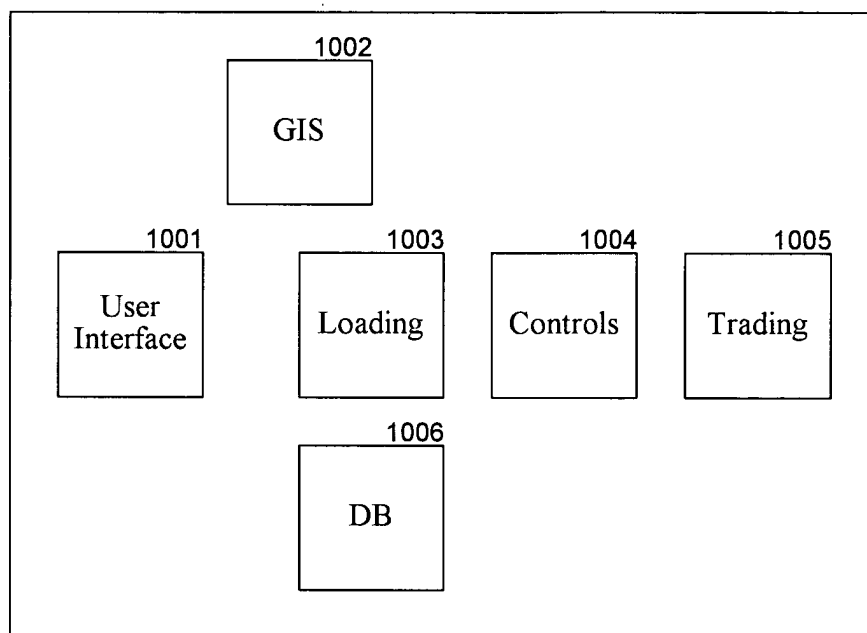 1002
GIS
1001
User
Interface
1003
Loading
1004
Controls
1005
Trading
1006
DB